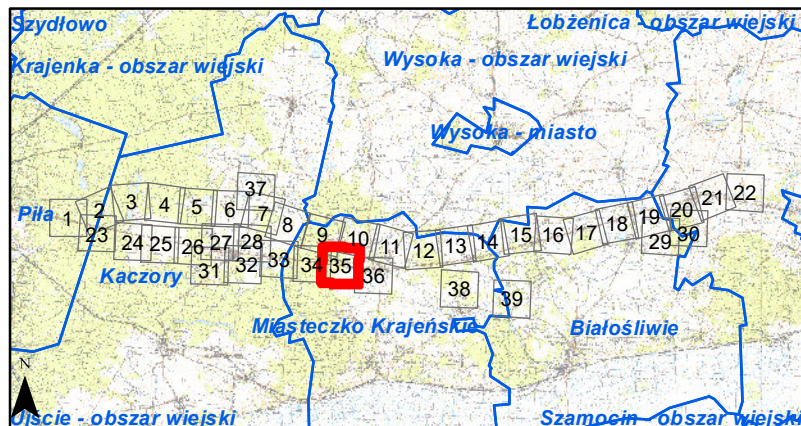 Szydłowo
Łobżenica - obszar wiejski
Krajenka - obszar wiejski
Wysoka - obszar wiejski
Wysoka - miasto
37
1 2 3 4 5 6 7 8 9 10 11 12 13 14 15 16 17 18 19 20 21 22
Piła
23 24 25 26 27 28 29 30
31 32 33 34 35 36
Kaczory
38 39
Miasteczko Krajeńskie
Białośliwie
N
Ujście - obszar wiejski
Szamocin - obszar wiejski